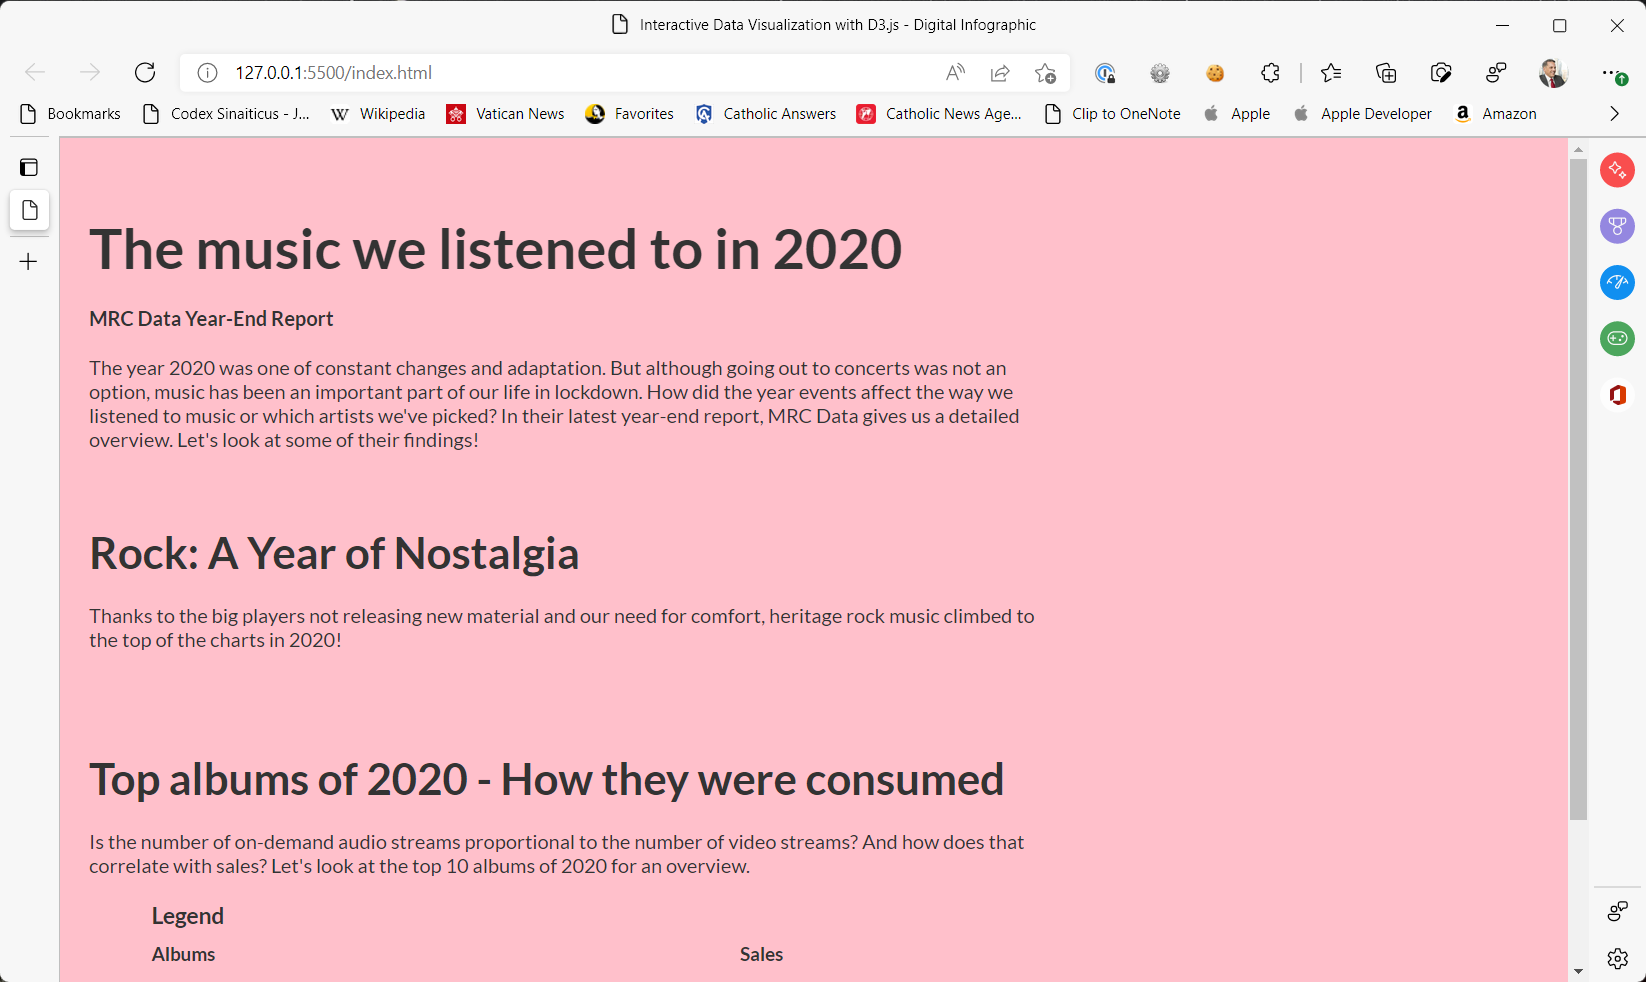 Interactive Data Visualization with D3.js - Digital Infographic
127.0.0.1:5500/index.html
Bookmarks Codex Sinaiticus - J... Wikipedia Vatican News Favorites Catholic Answers Catholic News Age... Clip to OneNote Apple Apple Developer Amazon
The music we listened to in 2020
MRC Data Year-End Report
The year 2020 was one of constant changes and adaptation. But although going out to concerts was not an
option, music has been an important part of our life in lockdown. How did the year events affect the way we
listened to music or which artists we've picked? In their latest year-end report, MRC Data gives us a detailed
overview. Let's look at some of their findings!
Rock: A Year of Nostalgia
Thanks to the big players not releasing new material and our need for comfort, heritage rock music climbed to
the top of the charts in 2020!
Top albums of 2020 - How they were consumed
Is the number of on-demand audio streams proportional to the number of video streams? And how does that
correlate with sales? Let's look at the top 10 albums of 2020 for an overview.
Legend
Albums Sales